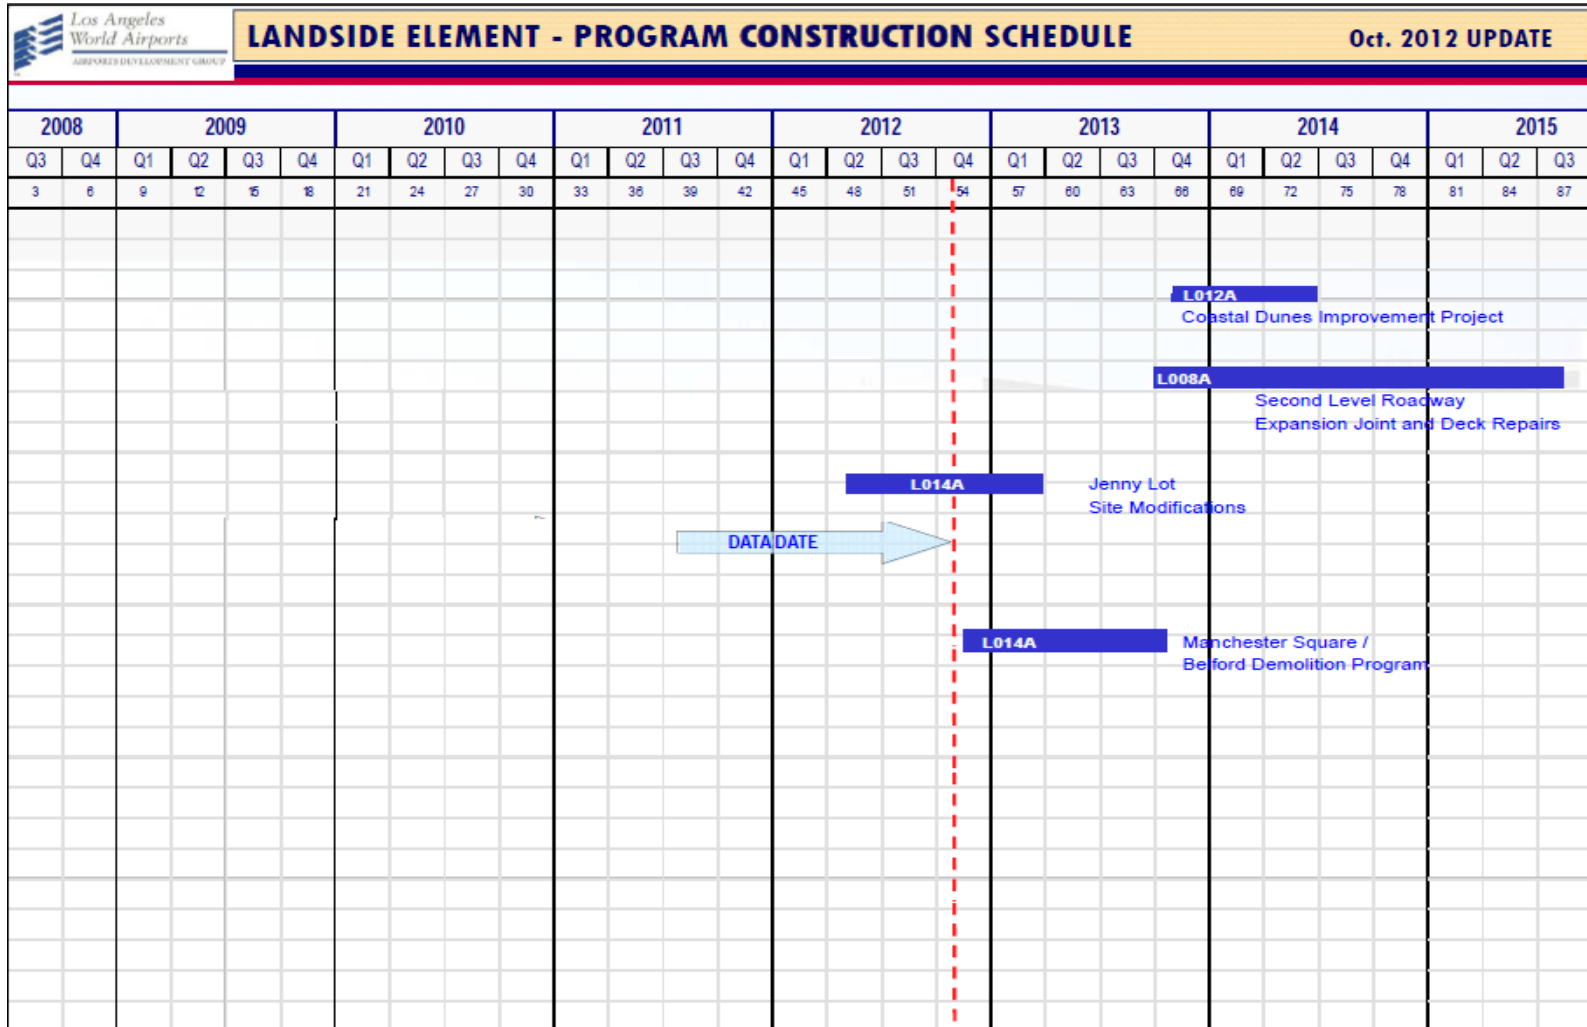 Los Angeles
World Airports
AIRPORTS DEVELOPMENT GROUP
LANDSIDE ELEMENT - PROGRAM CONSTRUCTION SCHEDULE
Oct. 2012 UPDATE
2008 2009 2010 2011 2012 2013 2014 2015
Q3 Q4 Q1 Q2 Q3 Q4 Q1 Q2 Q3 Q4 Q1 Q2 Q3 Q4 Q1 Q2 Q3 Q4 Q1 Q2 Q3 Q4 Q1 Q2 Q3 Q4 Q1 Q2 Q3
3 6 9 12 15 18 21 24 27 30 33 36 39 42 45 48 51 54 57 60 63 66 69 72 75 78 81 84 87
L012A
Coastal Dunes Improvement Project
L008A
Second Level Roadway
Expansion Joint and Deck Repairs
L014A
Jenny Lot
Site Modifications
DATA DATE
L014A
Manchester Square /
Belford Demolition Program